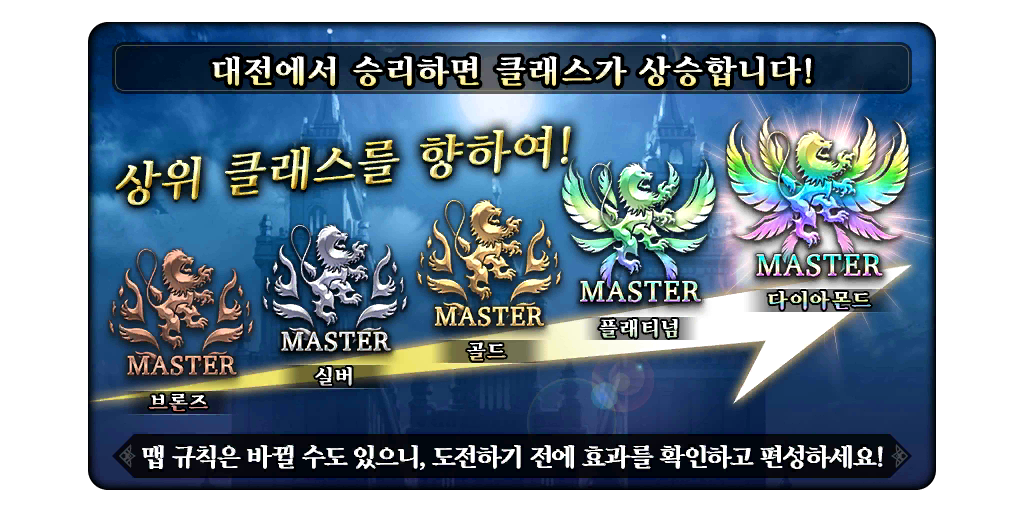 대전에서 승리하면 클래스가 상승합니다!
상위 클래스를 향하여!
MASTER
브론즈
MASTER
실버
MASTER
골드
MASTER
플래티넘
MASTER
다이아몬드
맵 규칙은 바뀔 수도 있으니, 도전하기 전에 효과를 확인하고 편성하세요!